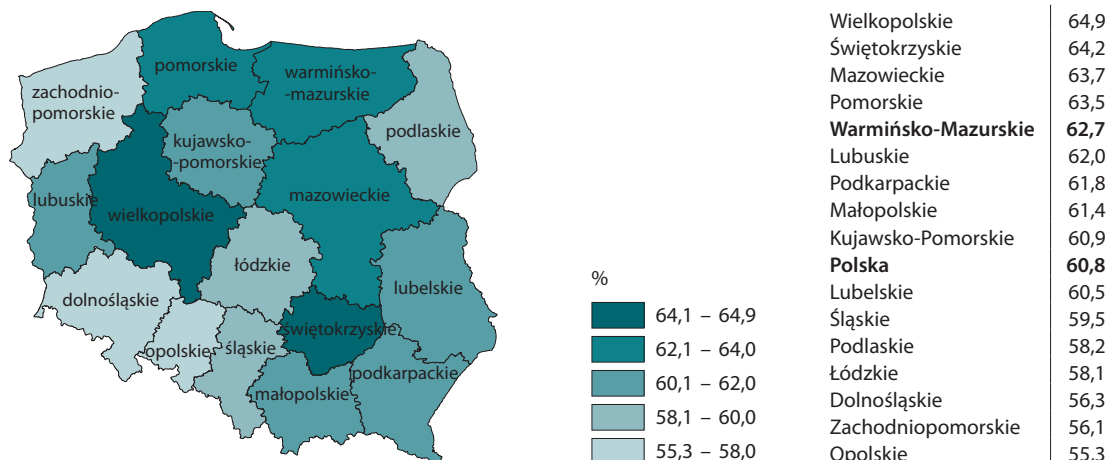 pomorskie
warmińsko-
-mazurskie
zachodnio-
pomorskie
podlaskie
kujawsko-
-pomorskie
lubuskie
wielkopolskie
mazowieckie
łódzkie
lubelskie
dolnośląskie
świętokrzyskie
opolskie
śląskie
podkarpackie
małopolskie
%
64,1 – 64,9
62,1 – 64,0
60,1 – 62,0
58,1 – 60,0
55,3 – 58,0
Wielkopolskie 64,9
Świętokrzyskie 64,2
Mazowieckie 63,7
Pomorskie 63,5
Warmińsko-Mazurskie 62,7
Lubuskie 62,0
Podkarpackie 61,8
Małopolskie 61,4
Kujawsko-Pomorskie 60,9
Polska 60,8
Lubelskie 60,5
Śląskie 59,5
Podlaskie 58,2
Łódzkie 58,1
Dolnośląskie 56,3
Zachodniopomorskie 56,1
Opolskie 55,3